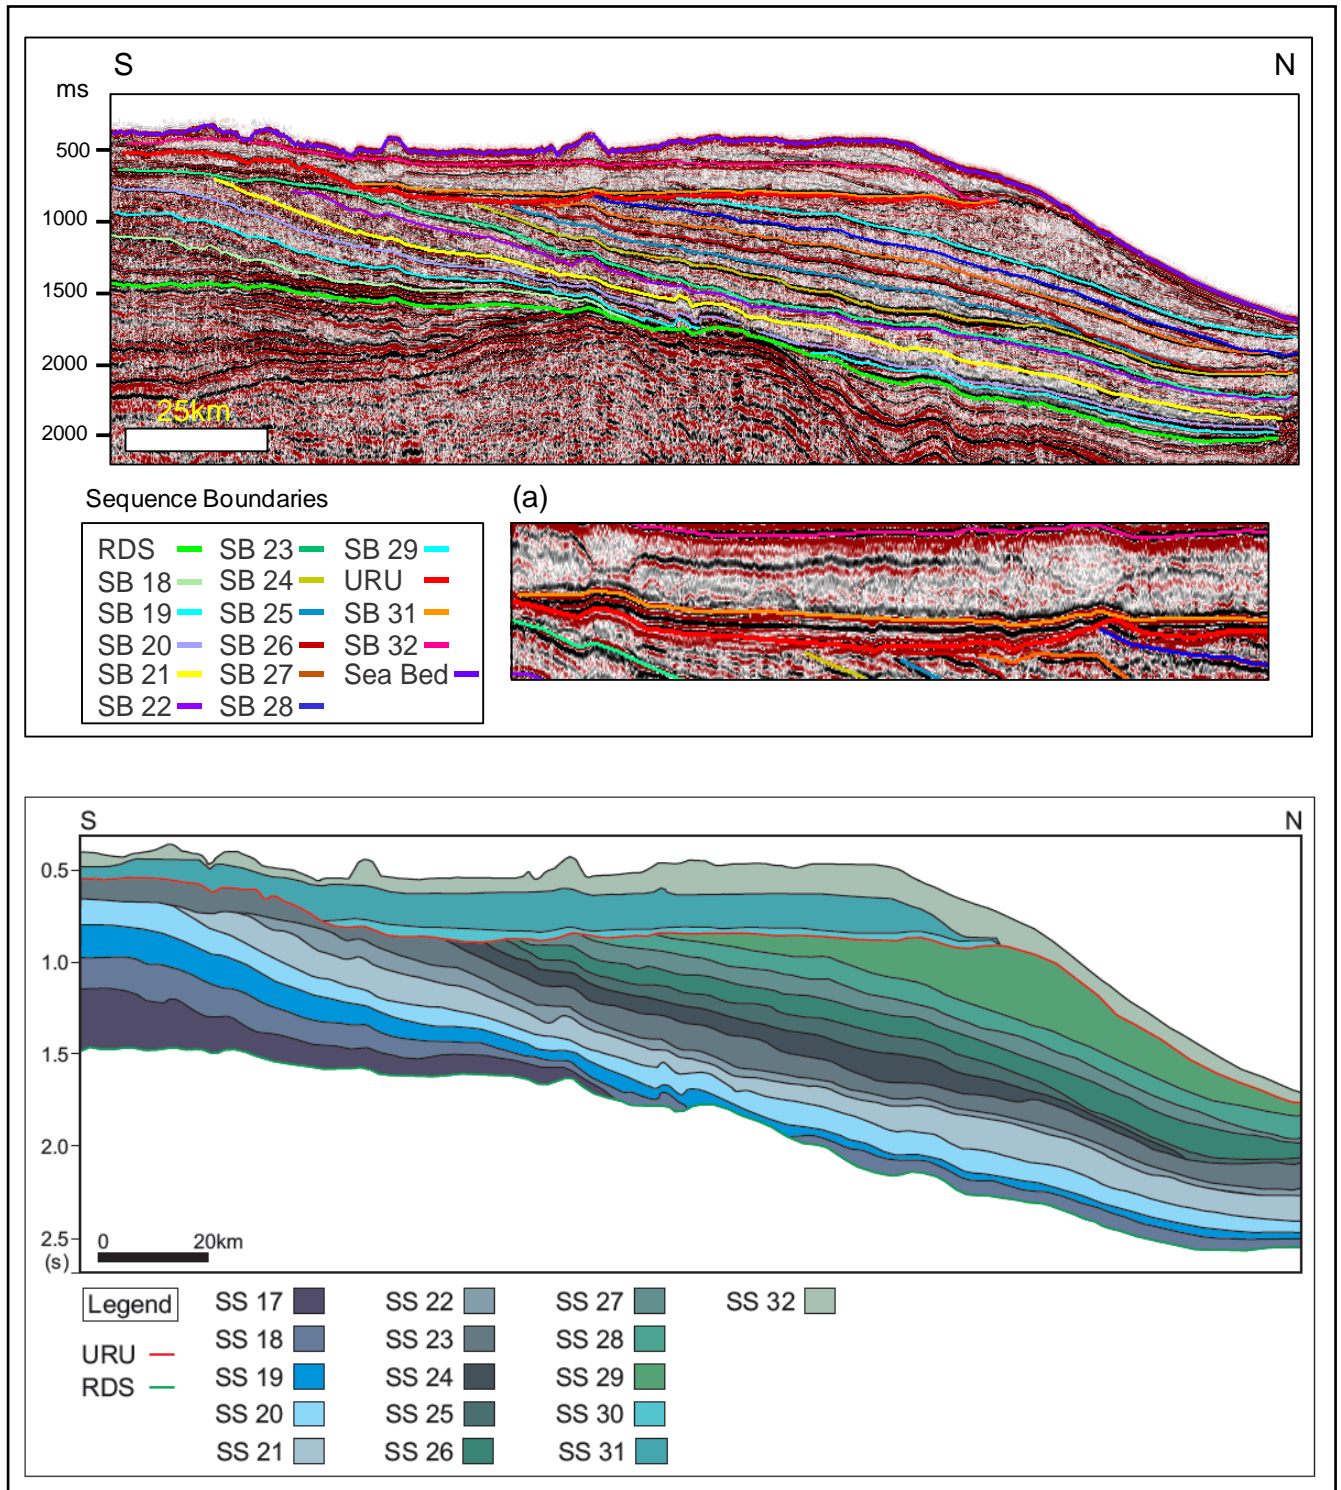 S N
ms
500
1000
1500
2000
25km
2000
Sequence Boundaries
(a)
RDS SB 23 SB 29
SB 18 SB 24 URU
SB 19 SB 25 SB 31
SB 20 SB 26 SB 32
SB 21 SB 27 Sea Bed
SB 22 SB 28
S N
0.5
1.0
1.5
2.0
2.5
(s)
0 20km
Legend SS 17 SS 22 SS 27 SS 32
URU SS 18 SS 23 SS 28
RDS SS 19 SS 24 SS 29
SS 20 SS 25 SS 30
SS 21 SS 26 SS 31